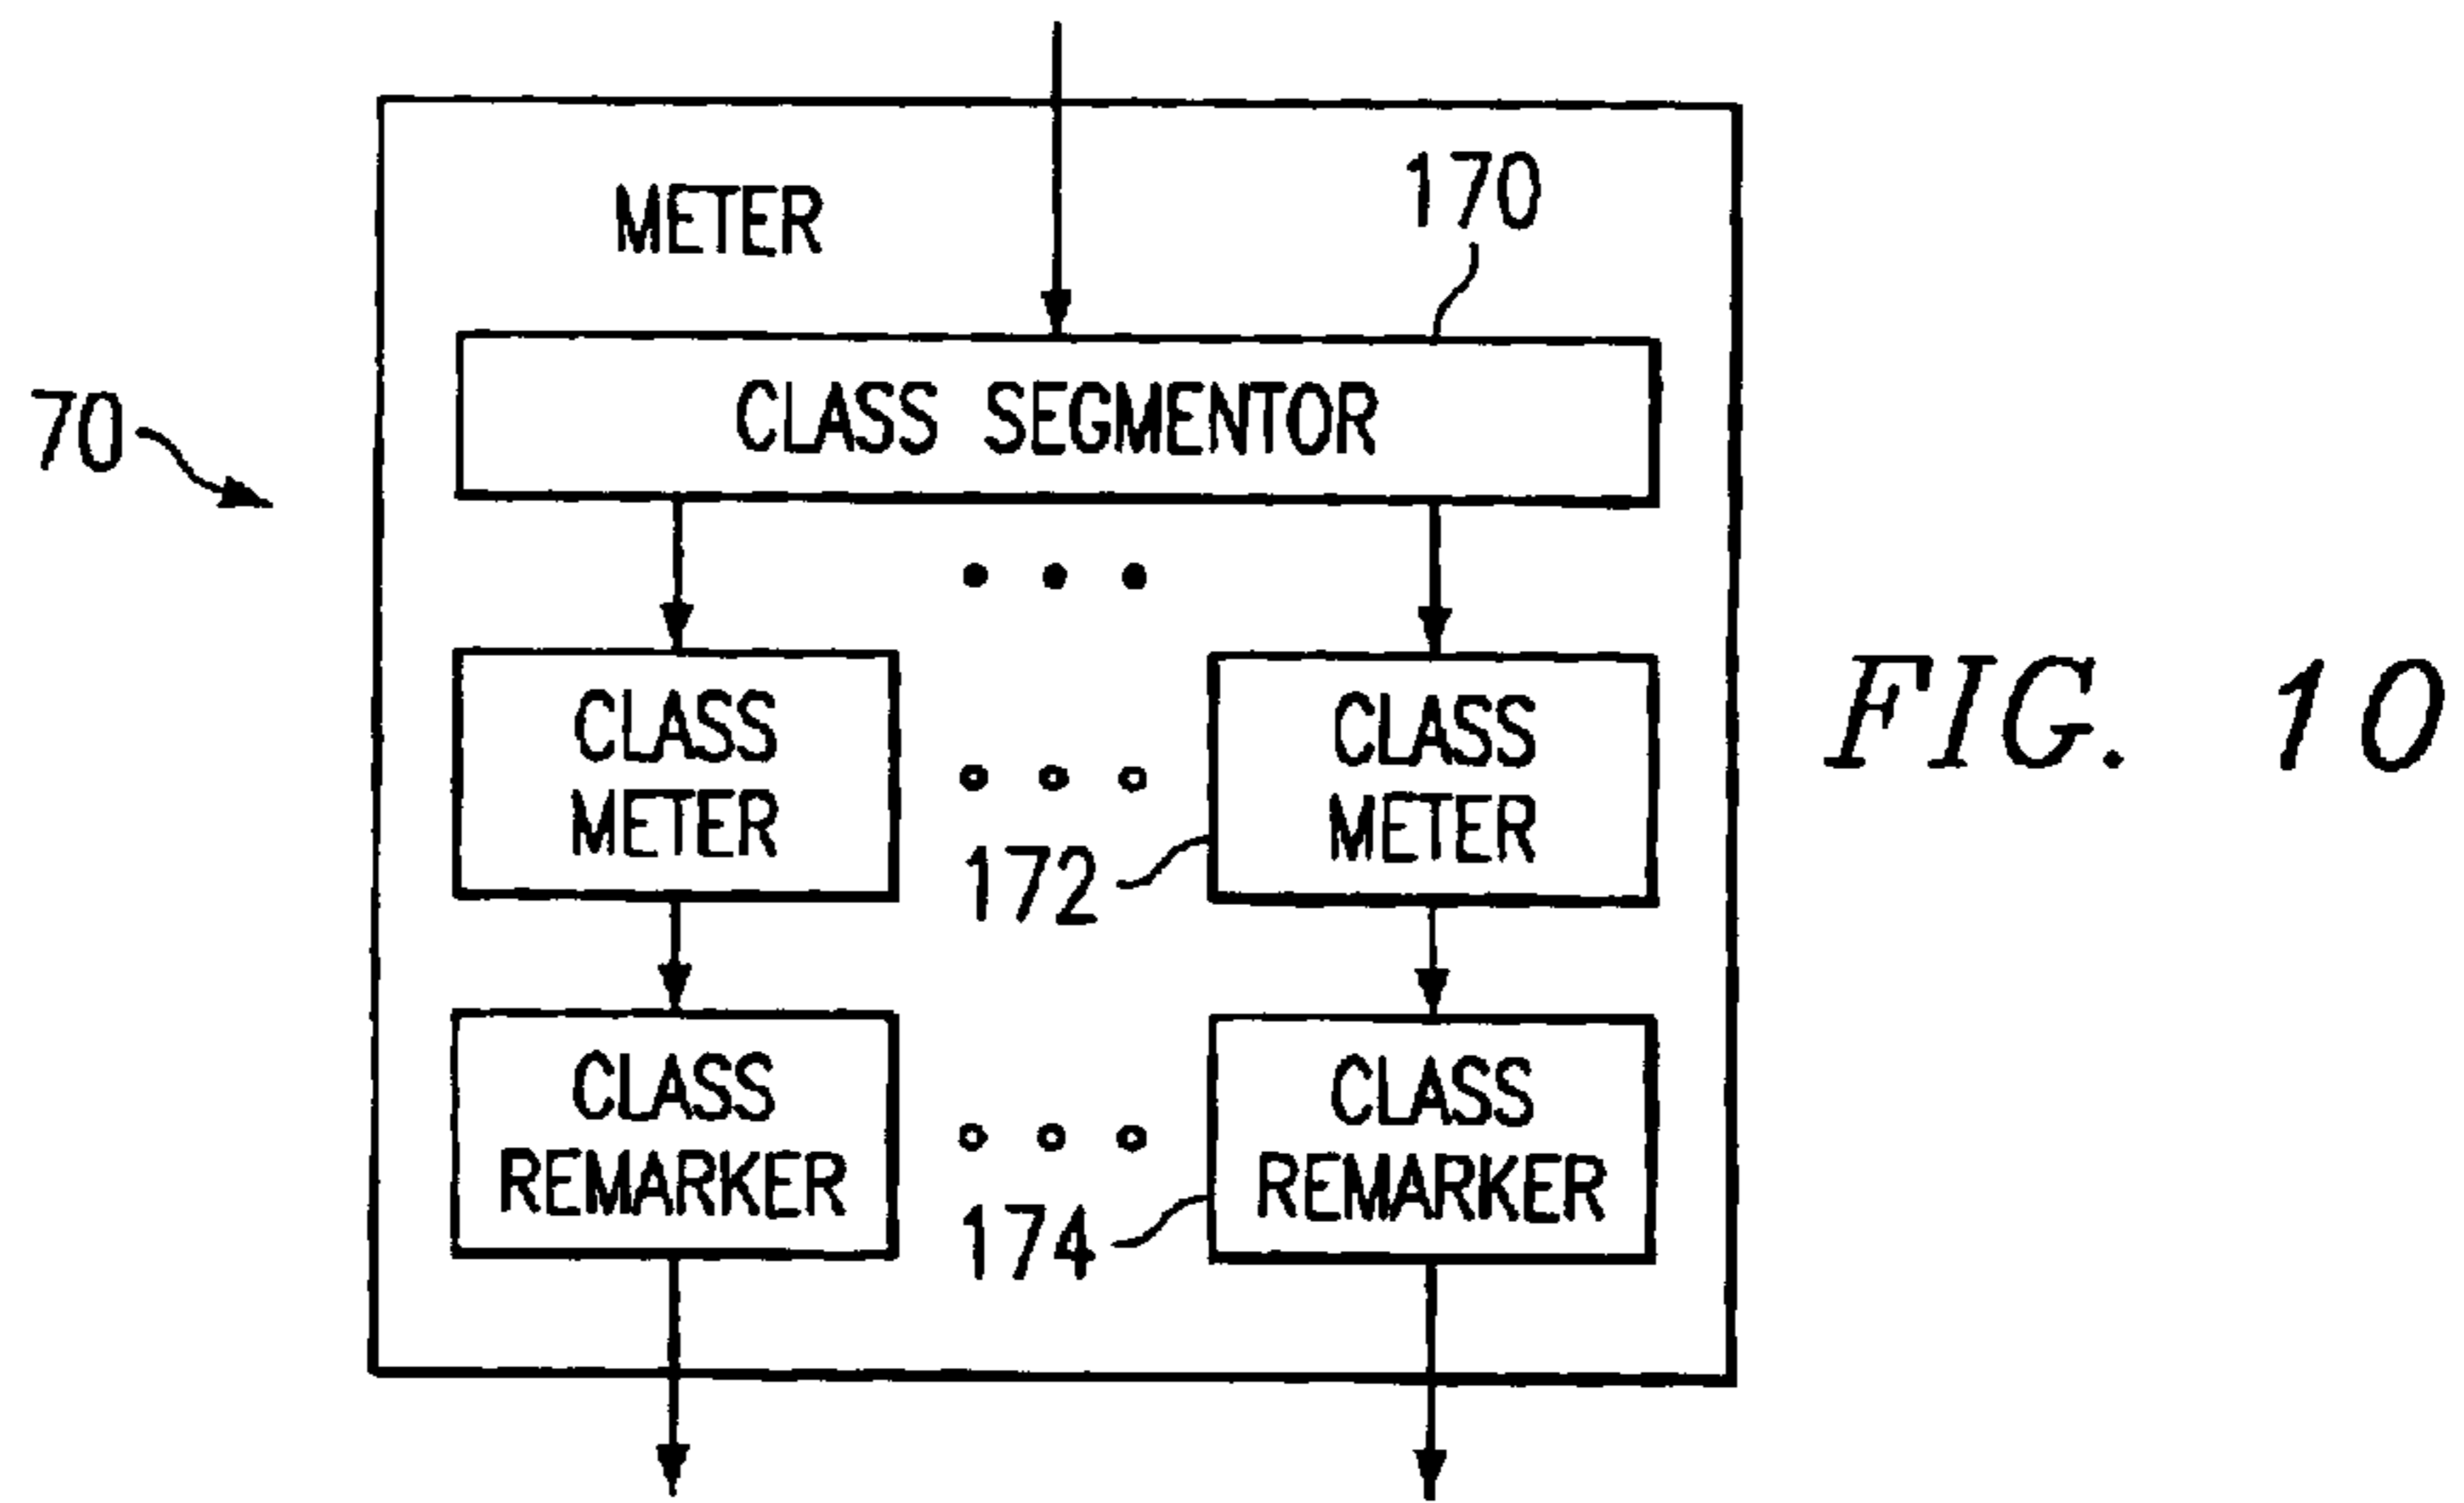 METER
170
CLASS SEGMENTOR
70
CLASS
METER
CLASS
METER
172
FIG. 10
CLASS
REMARKER
CLASS
REMARKER
174